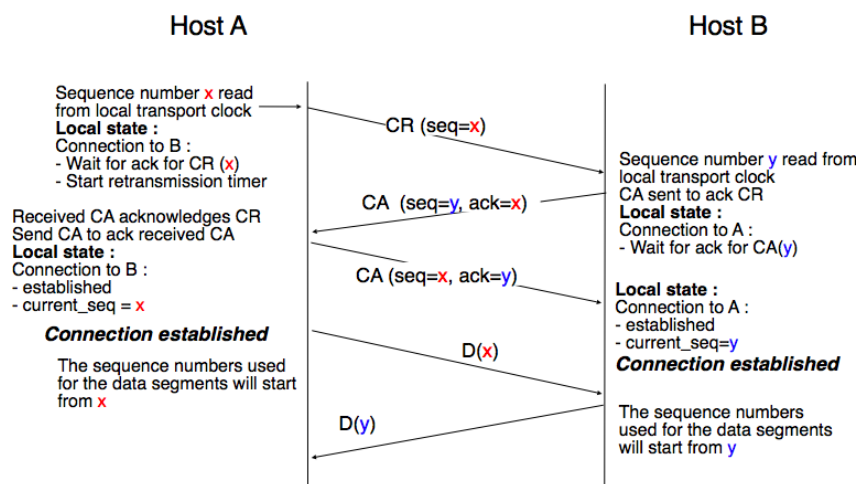 Host A
Host B
Sequence number x read
from local transport clock
Local state :
Connection to B :
- Wait for ack for CR (x)
- Start retransmission timer
CR (seq=x)
Sequence number y read from
local transport clock
CA sent to ack CR
Local state :
Connection to A :
- Wait for ack for CA(y)
CA (seq=y, ack=x)
Received CA acknowledges CR
Send CA to ack received CA
Local state :
Connection to B :
- established
- current_seq = x
Connection established
CA (seq=x, ack=y)
Local state :
Connection to A :
- established
- current_seq=y
Connection established
The sequence numbers used
for the data segments will start
from x
D(x)
D(y)
The sequence numbers
used for the data segments
will start from y